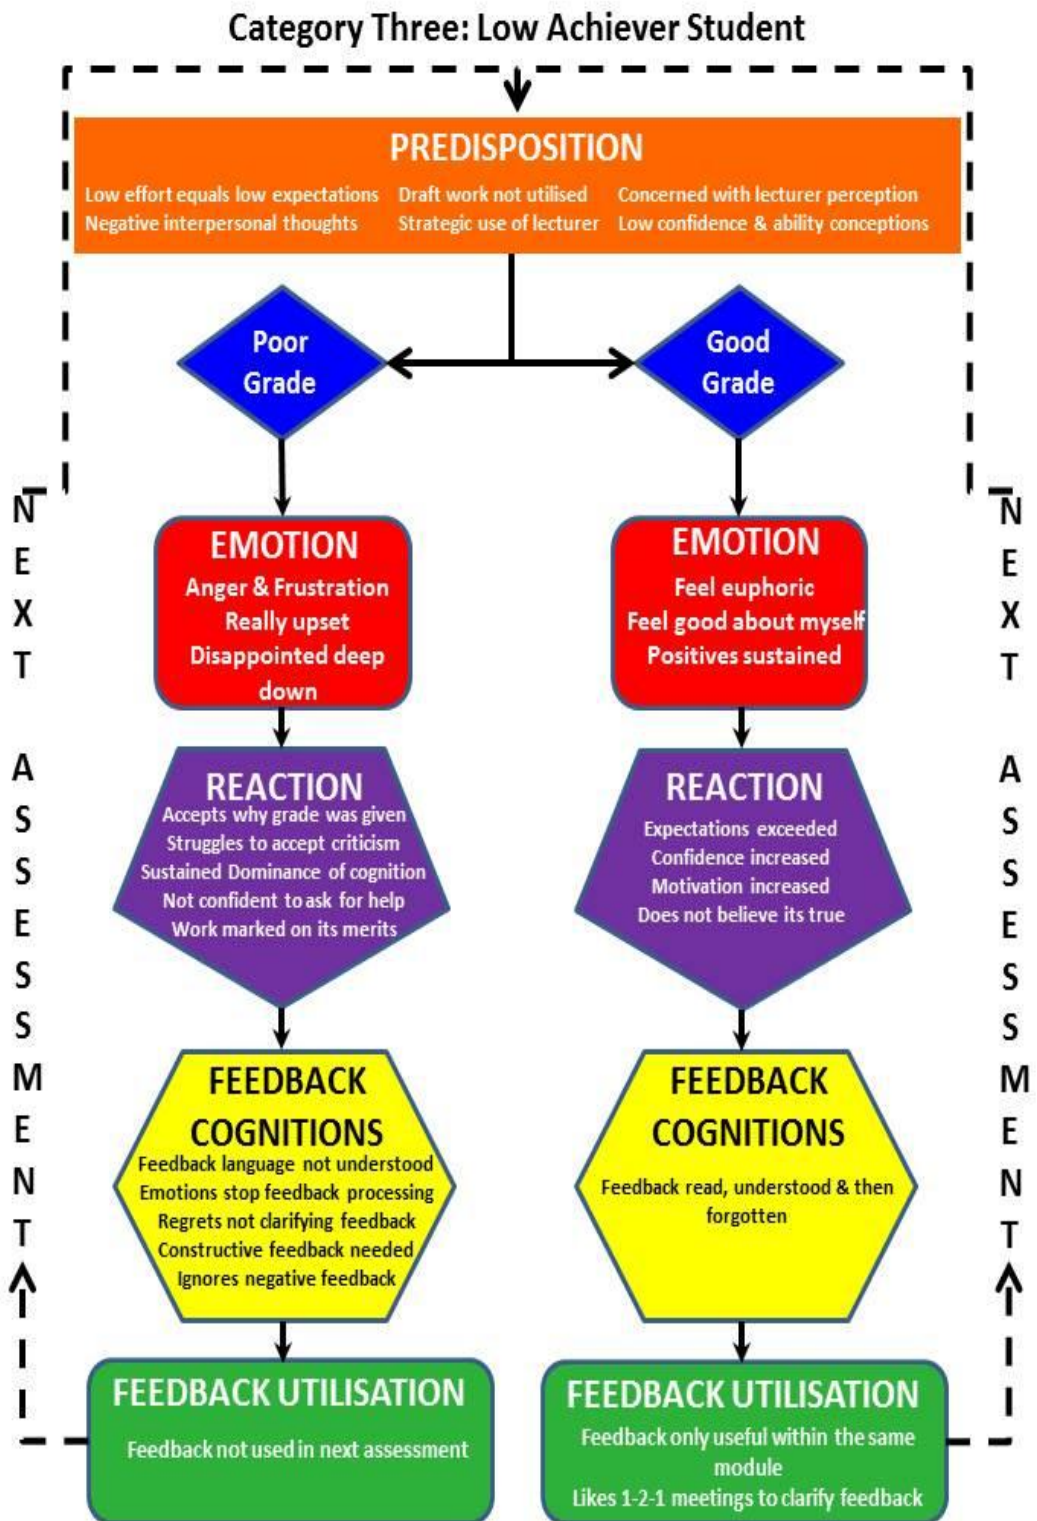 Category Three: Low Achiever Student
PREDISPOSITION
Low effort equals low expectations Draft work not utilised Concerned with lecturer perception
Negative interpersonal thoughts Strategic use of lecturer Low confidence & ability conceptions
Poor
Grade
Good
Grade
EMOTION
Anger & Frustration
Really upset
Disappointed deep
down
EMOTION
Feel euphoric
Feel good about myself
Positives sustained
REACTION
Accepts why grade was given
Struggles to accept criticism
Sustained Dominance of cognition
Not confident to ask for help
Work marked on its merits
REACTION
Expectations exceeded
Confidence increased
Motivation increased
Does not believe its true
FEEDBACK
COGNITIONS
Feedback language not understood
Emotions stop feedback processing
Regrets not clarifying feedback
Constructive feedback needed
Ignores negative feedback
FEEDBACK
COGNITIONS
Feedback read, understood & then
forgotten
FEEDBACK UTILISATION
Feedback not used in next assessment
FEEDBACK UTILISATION
Feedback only useful within the same
module
Likes 1-2-1 meetings to clarify feedback
NEXT ASSESSMENT
NEXT ASSESSMENT